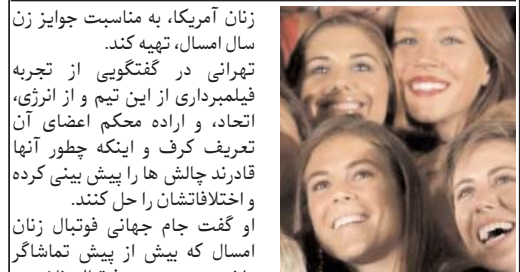 زنان آمریکا، به مناسبت جوایز زن
سال امسال، تهیه کند.
تهرانی در گفتگویی از تجربه
فیلمبرداری از این تیم و از انرژی،
اتحاد، و اراده محکم اعضای آن
تعریف کرف و اینکه چطور آنها
قادرند چالش ها را پیش بینی کرده
و اختلافاتشان را حل کنند.
او گفت جام جهانی فوتبال زنان
امسال که بیش از پیش تماشاگر